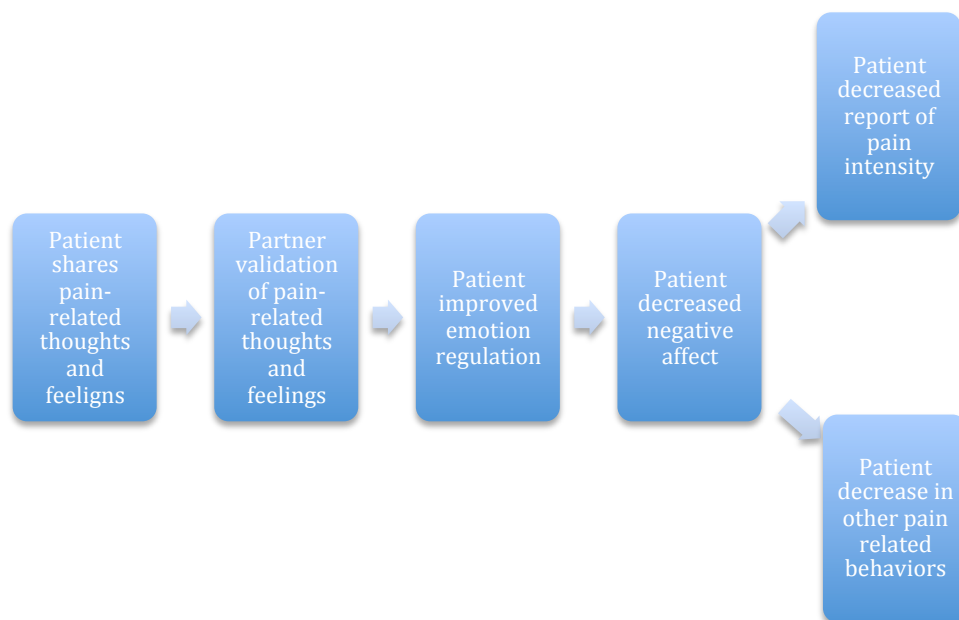 Patient
shares
pain-
related
thoughts
and
feeligns
Partner
validation
of pain-
related
thoughts
and
feelings
Patient
improved
emotion
regulation
Patient
decreased
negative
affect
Patient
decreased
report of
pain
intensity
Patient
decrease in
other pain
related
behaviors